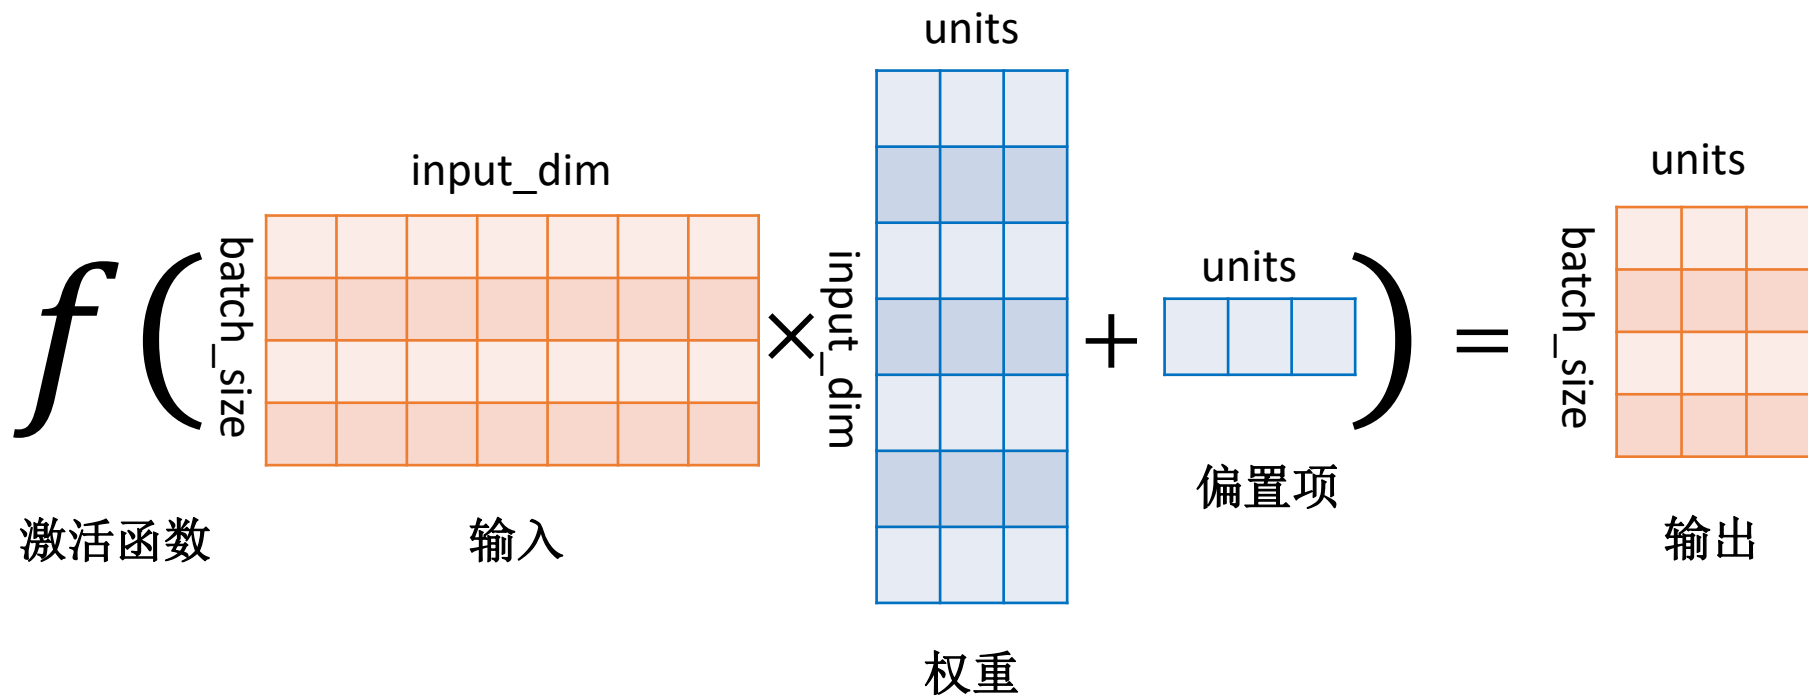 units
input_dim
units
f
(
batch_size
×
input_dim
+
units
)
=
batch_size
偏置项
激活函数
输入
输出
权重